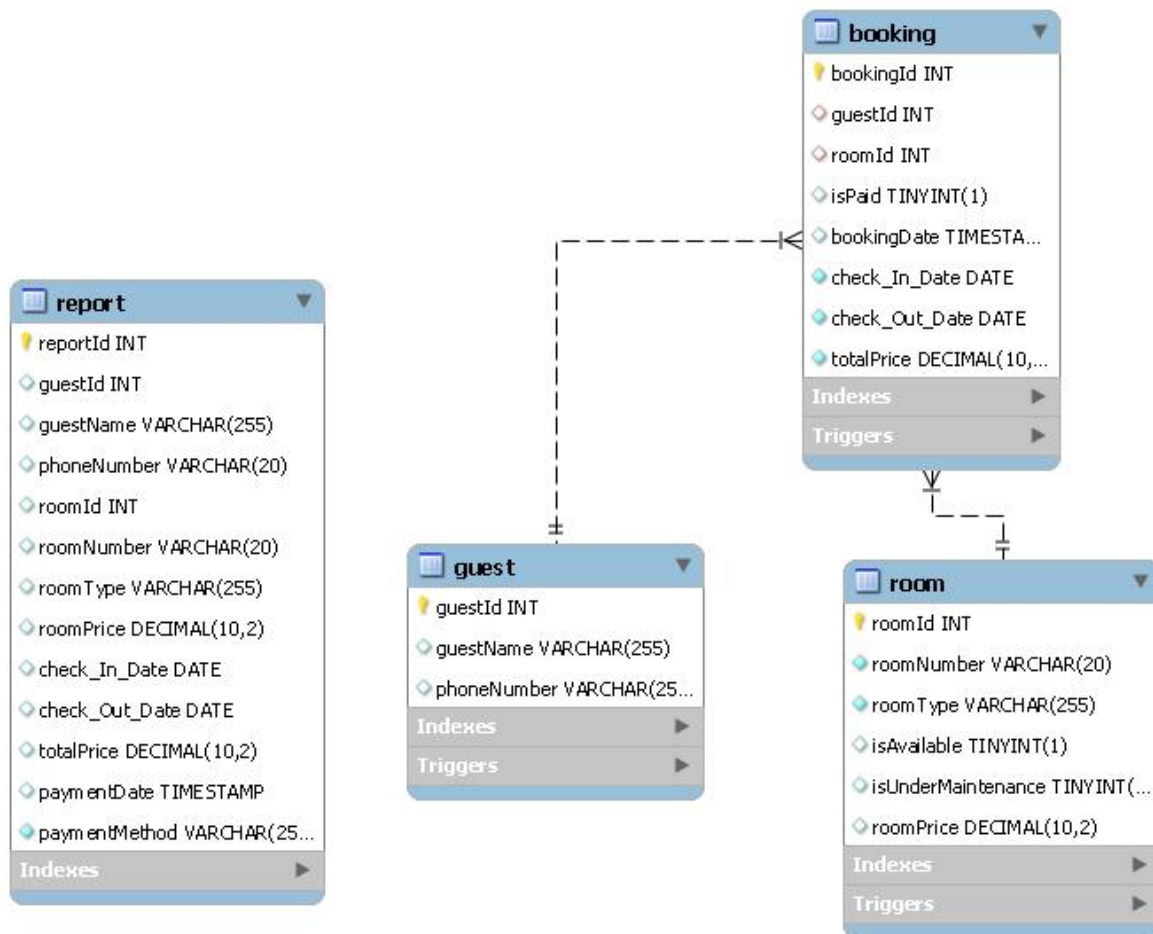 booking
bookingId INT
guestId INT
roomId INT
isPaid TINYINT(1)
bookingDate TIMESTA...
check_In_Date DATE
check_Out_Date DATE
totalPrice DECIMAL(10,...
Indexes
Triggers
report
reportId INT
guestId INT
guestName VARCHAR(255)
phoneNumber VARCHAR(20)
roomId INT
roomNumber VARCHAR(20)
roomType VARCHAR(255)
roomPrice DECIMAL(10,2)
check_In_Date DATE
check_Out_Date DATE
totalPrice DECIMAL(10,2)
paymentDate TIMESTAMP
paymentMethod VARCHAR(25...
Indexes
guest
guestId INT
guestName VARCHAR(255)
phoneNumber VARCHAR(25...
Indexes
Triggers
room
roomId INT
roomNumber VARCHAR(20)
roomType VARCHAR(255)
isAvailable TINYINT(1)
isUnderMaintenance TINYINT(...
roomPrice DECIMAL(10,2)
Indexes
Triggers